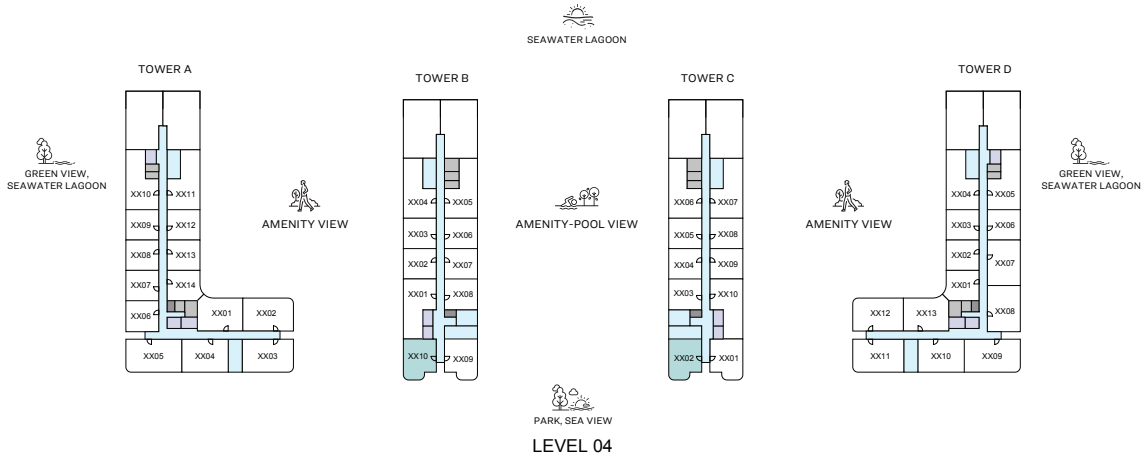 SEAWATER LAGOON
TOWER A
TOWER B
TOWER C
TOWER D
GREEN VIEW,
SEAWATER LAGOON
AMENITY VIEW
AMENITY-POOL VIEW
AMENITY VIEW
GREEN VIEW,
SEAWATER LAGOON
XX10 XX11
XX09 XX12
XX08 XX13
XX07 XX14
XX06 XX01 XX02
XX05 XX04 XX03
XX04 XX05
XX03 XX06
XX02 XX07
XX01 XX08
XX10 XX09
XX06 XX07
XX05 XX08
XX04 XX09
XX03 XX10
XX02 XX01
XX04 XX05
XX03 XX06
XX02 XX07
XX01
XX12 XX13 XX08
XX11 XX10 XX09
PARK, SEA VIEW
LEVEL 04